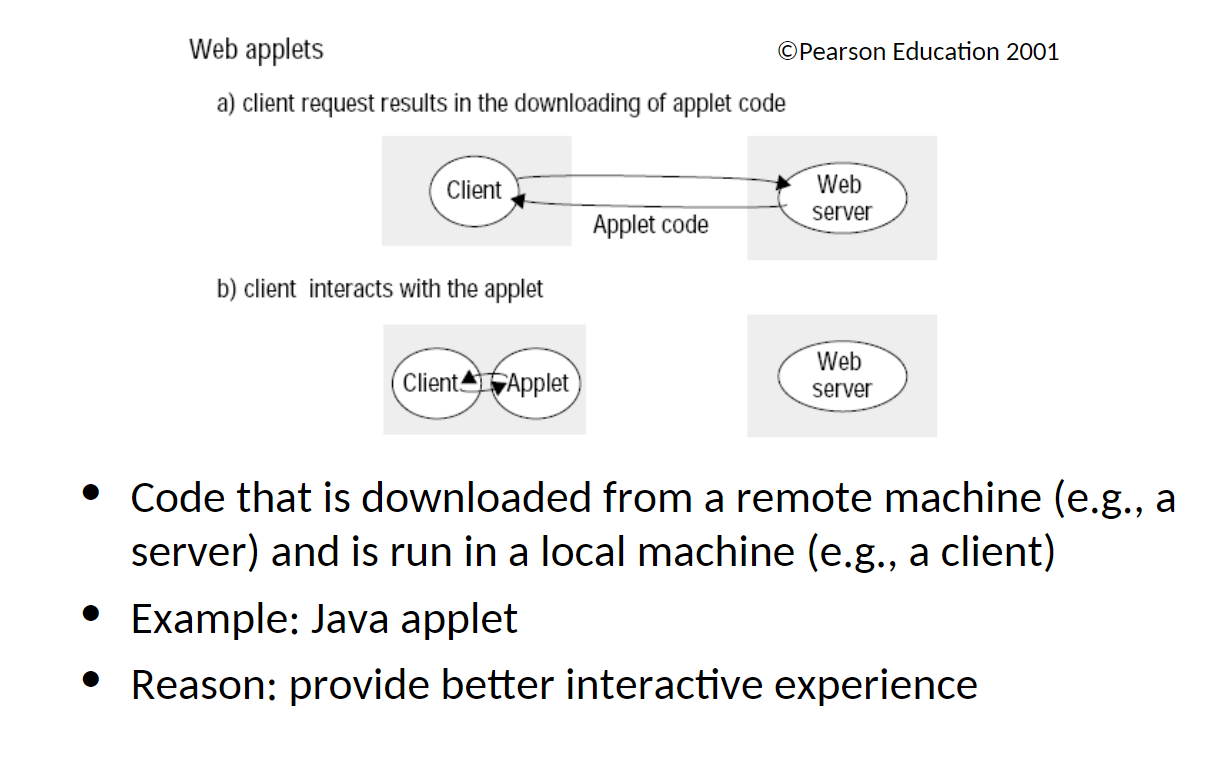 Web applets
©Pearson Education 2001
a) client request results in the downloading of applet code
Client
Web
server
Applet code
b) client interacts with the applet
Client
Applet
Web
server
• Code that is downloaded from a remote machine (e.g., a
server) and is run in a local machine (e.g., a client)
• Example: Java applet
• Reason: provide better interactive experience